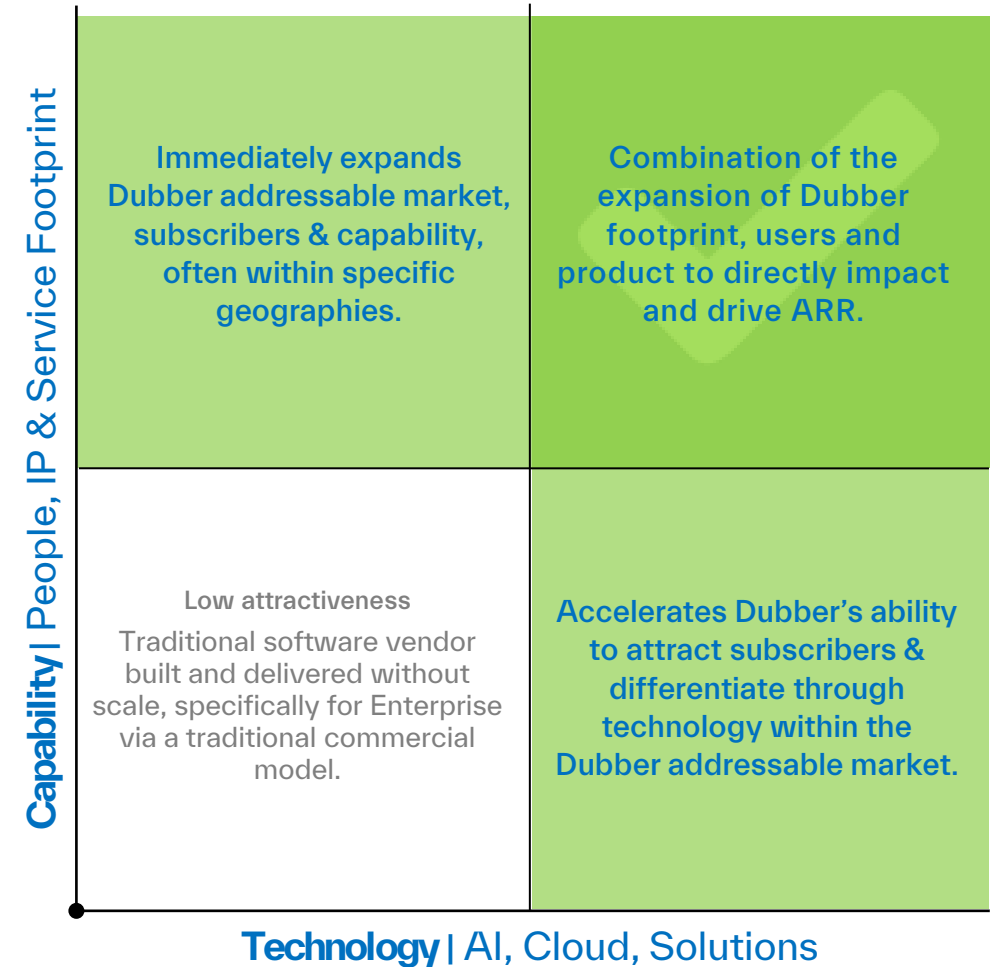 Capability | People, IP & Service Footprint
Immediately expands
Dubber addressable market,
subscribers & capability,
often within specific
geographies.
Combination of the
expansion of Dubber
footprint, users and
product to directly impact
and drive ARR.
Low attractiveness
Traditional software vendor
built and delivered without
scale, specifically for Enterprise
via a traditional commercial
model.
Accelerates Dubber’s ability
to attract subscribers &
differentiate through
technology within the
Dubber addressable market.
Technology | AI, Cloud, Solutions